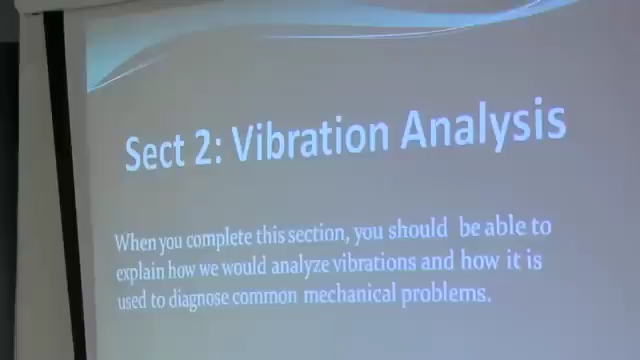 Sect 2: Vibration Analysis
When you complete this section, you should be able to
explain how we would analyze vibrations and how it is
used to diagnose common mechanical problems.